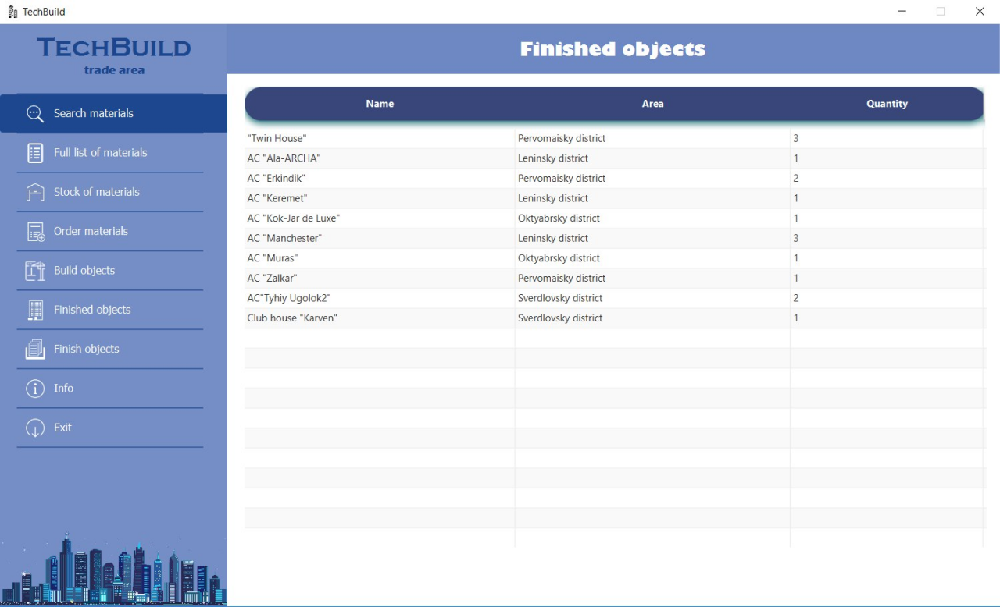 TechBuild
TECHBUILD
trade area
Search materials
Full list of materials
Stock of materials
Order materials
Build objects
Finished objects
Finish objects
Info
Exit
Finished objects
Name Area Quantity
"Twin House" Pervomaisky district 3
AC "Ala-ARCHA" Leninsky district 1
AC "Erkindik" Pervomaisky district 2
AC "Keremet" Leninsky district 1
AC "Kok-Jar de Luxe" Oktyabrsky district 1
AC "Manchester" Leninsky district 3
AC "Muras" Oktyabrsky district 1
AC "Zalkar" Pervomaisky district 1
AC"Tyhiy Ugolok2" Sverdlovsky district 2
Club house "Karven" Sverdlovsky district 1